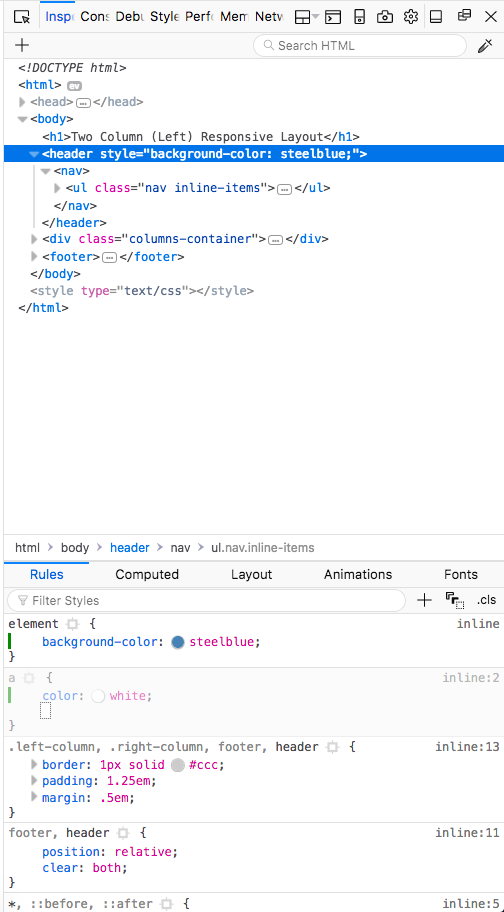 Inspe Cons Debu Style Perfo Mem Netw
+ Search HTML
<!DOCTYPE html>
<html> ev
<head>…</head>
<body>
<h1>Two Column (Left) Responsive Layout</h1>
<header style="background-color: steelblue;">
<nav>
<ul class="nav inline-items">…</ul>
</nav>
</header>
<div class="columns-container">…</div>
<footer>…</footer>
</body>
<style type="text/css"></style>
</html>
html > body > header > nav > ul.nav.inline-items
Rules Computed Layout Animations Fonts
Filter Styles + .cls
element { inline
background-color: steelblue;
}
a { inline:2
color: white;
}
.left-column, .right-column, footer, header { inline:13
border: 1px solid #ccc;
padding: 1.25em;
margin: .5em;
}
footer, header { inline:11
position: relative;
clear: both;
}
*, ::before, ::after { inline:5